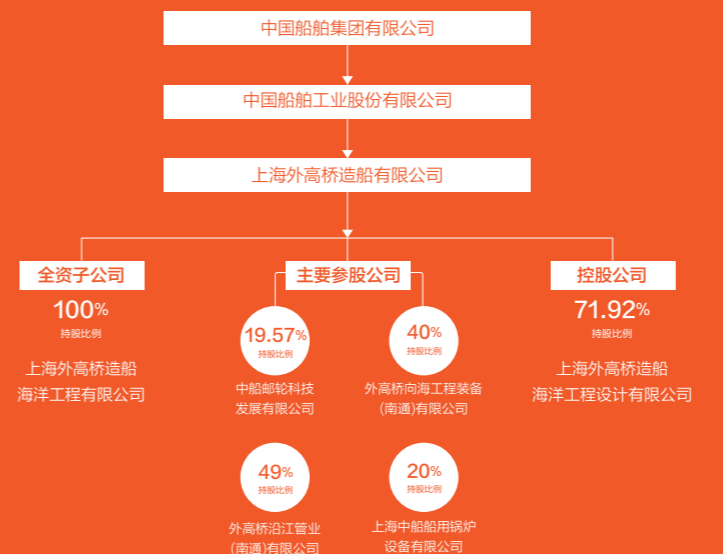 中国船舶集团有限公司
中国船舶工业股份有限公司
上海外高桥造船有限公司
全资子公司
100%
持股比例
上海外高桥造船
海洋工程有限公司
主要参股公司
19.57%
持股比例
中船邮轮科技
发展有限公司
40%
持股比例
外高桥向海工程装备
(南通)有限公司
49%
持股比例
外高桥沿江管业
(南通)有限公司
20%
持股比例
上海中船船用锅炉
设备有限公司
控股公司
71.92%
持股比例
上海外高桥造船
海洋工程设计有限公司